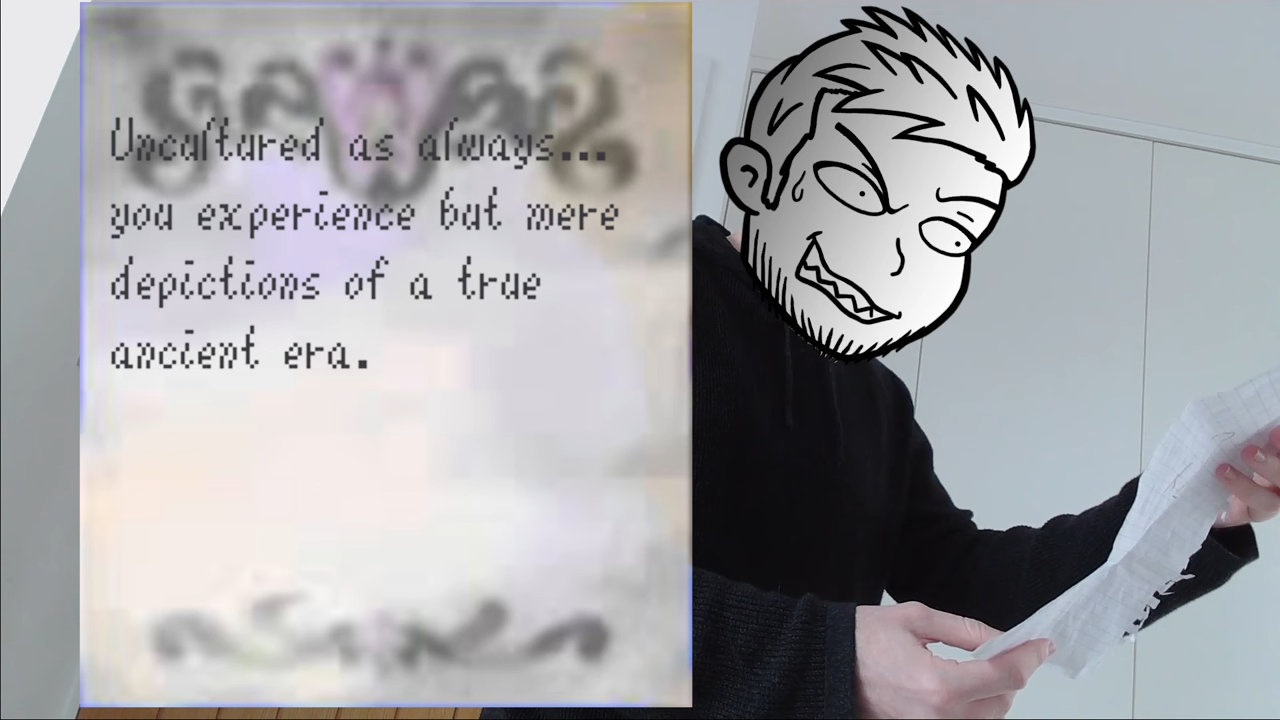 Uncultured as always...
you experience but mere
depictions of a true
ancient era.